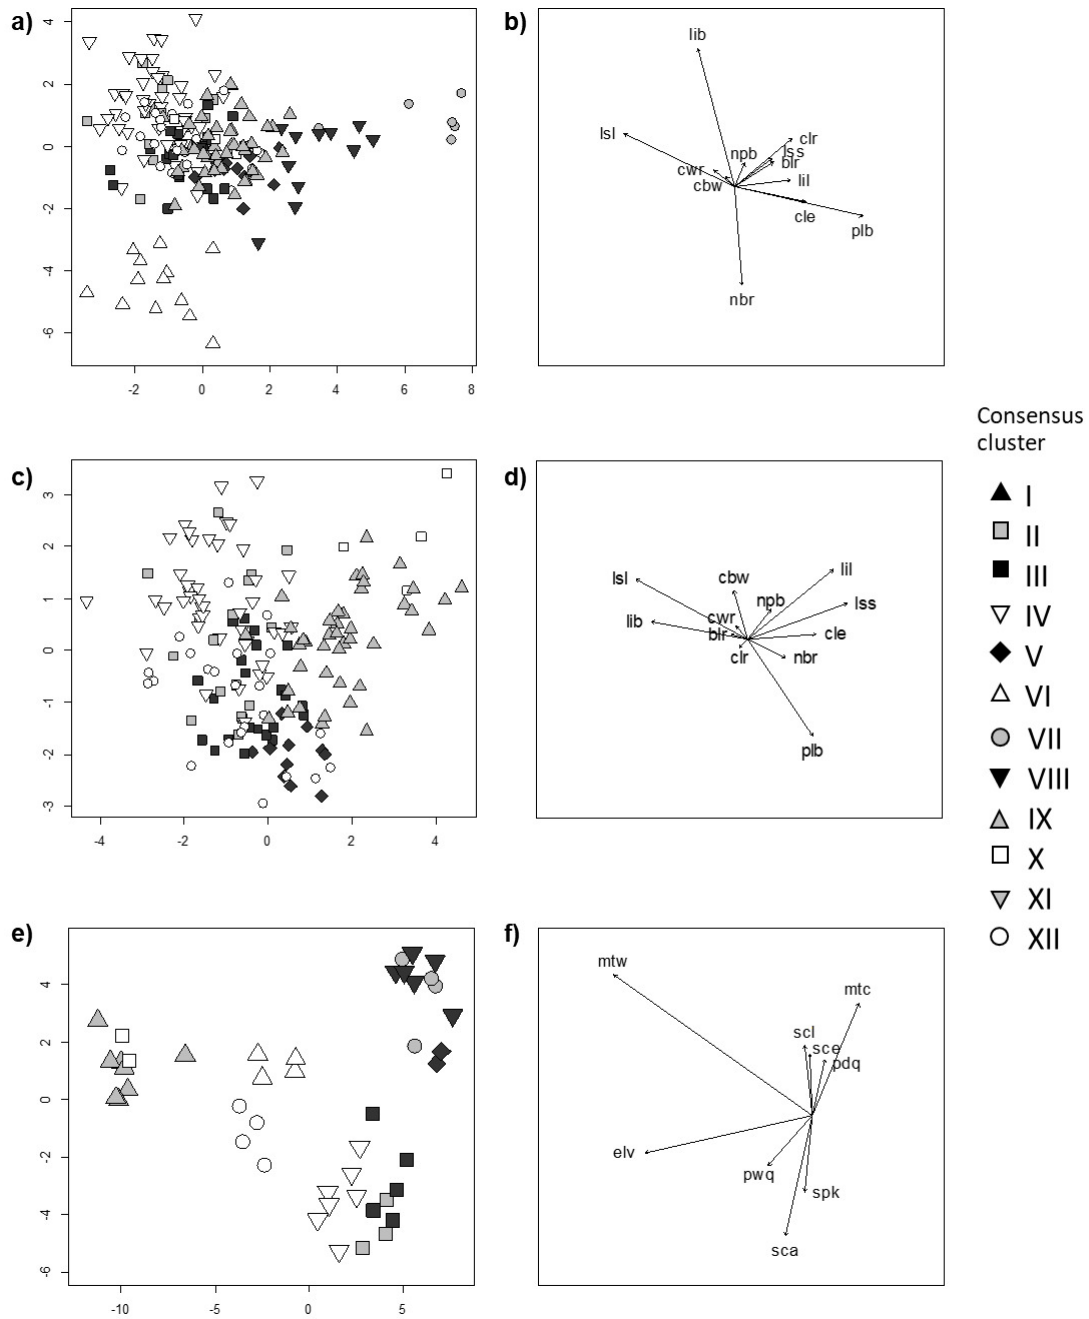 a)
4
2
0
-2
-4
-6
-2
0
2
4
6
8
b)
lib
lsl
clr
lss
npb
blr
cwr
lil
cbw
cle
plb
nbr
Consensus
cluster
I
II
III
IV
V
VI
VII
VIII
IX
X
XI
XII
c)
3
2
1
0
-1
-2
-3
-4
-2
0
2
4
d)
lsl
cbw
lil
npb
lss
lib
cwr
blr
cle
clr
nbr
plb
e)
4
2
0
-2
-4
-6
-10
-5
0
5
f)
mtw
mtc
scl
sce
pdq
elv
pwq
spk
sca